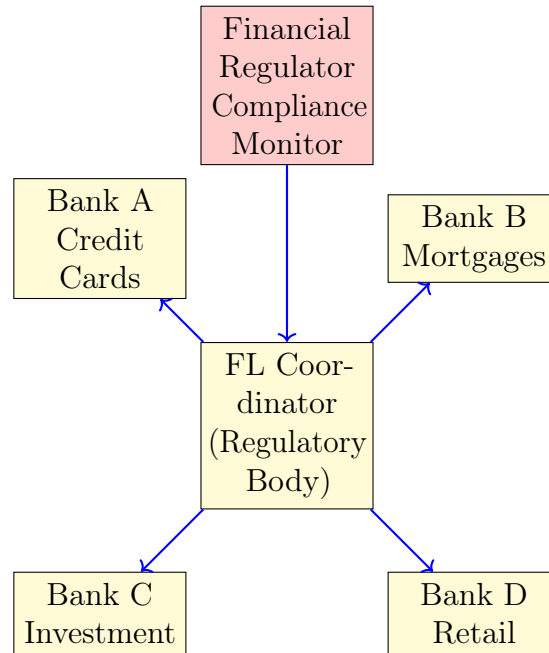 Financial
Regulator
Compliance
Monitor
Bank A
Credit
Cards
Bank B
Mortgages
FL Coor-
dinator
(Regulatory
Body)
Bank C
Investment
Bank D
Retail